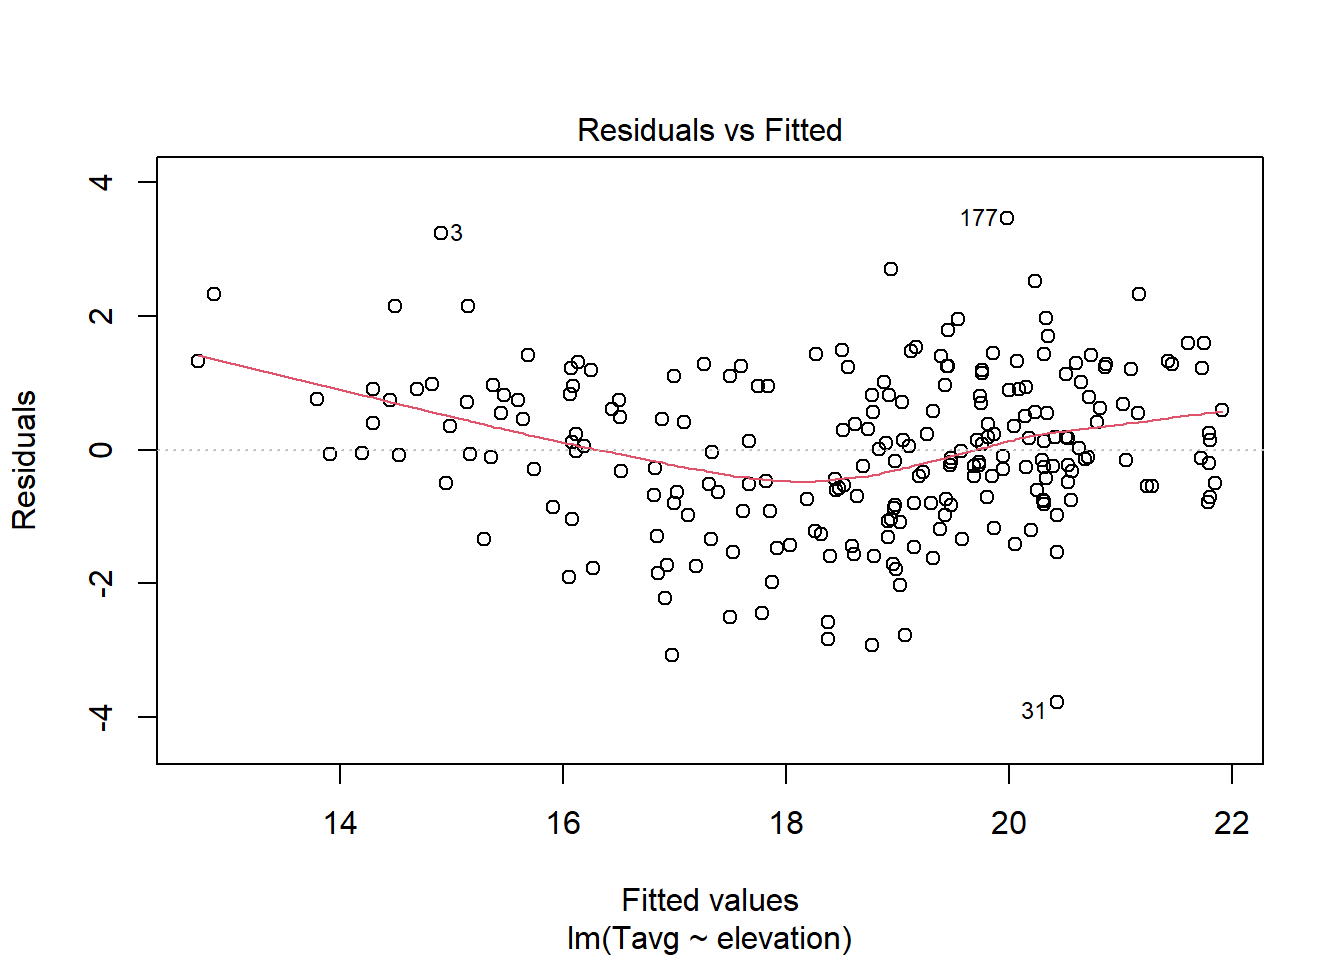 Residuals vs Fitted
Residuals
4
2
0
-2
-4
3
177
31
14 16 18 20 22
Fitted values
lm(Tavg ~ elevation)